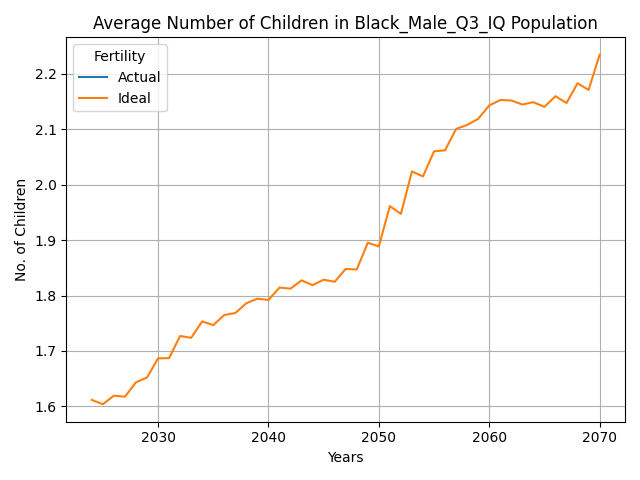 Average Number of Children in Black_Male_Q3_IQ Population
Fertility
Actual
Ideal
No. of Children
2.2
2.1
2.0
1.9
1.8
1.7
1.6
2030 2040 2050 2060 2070
Years